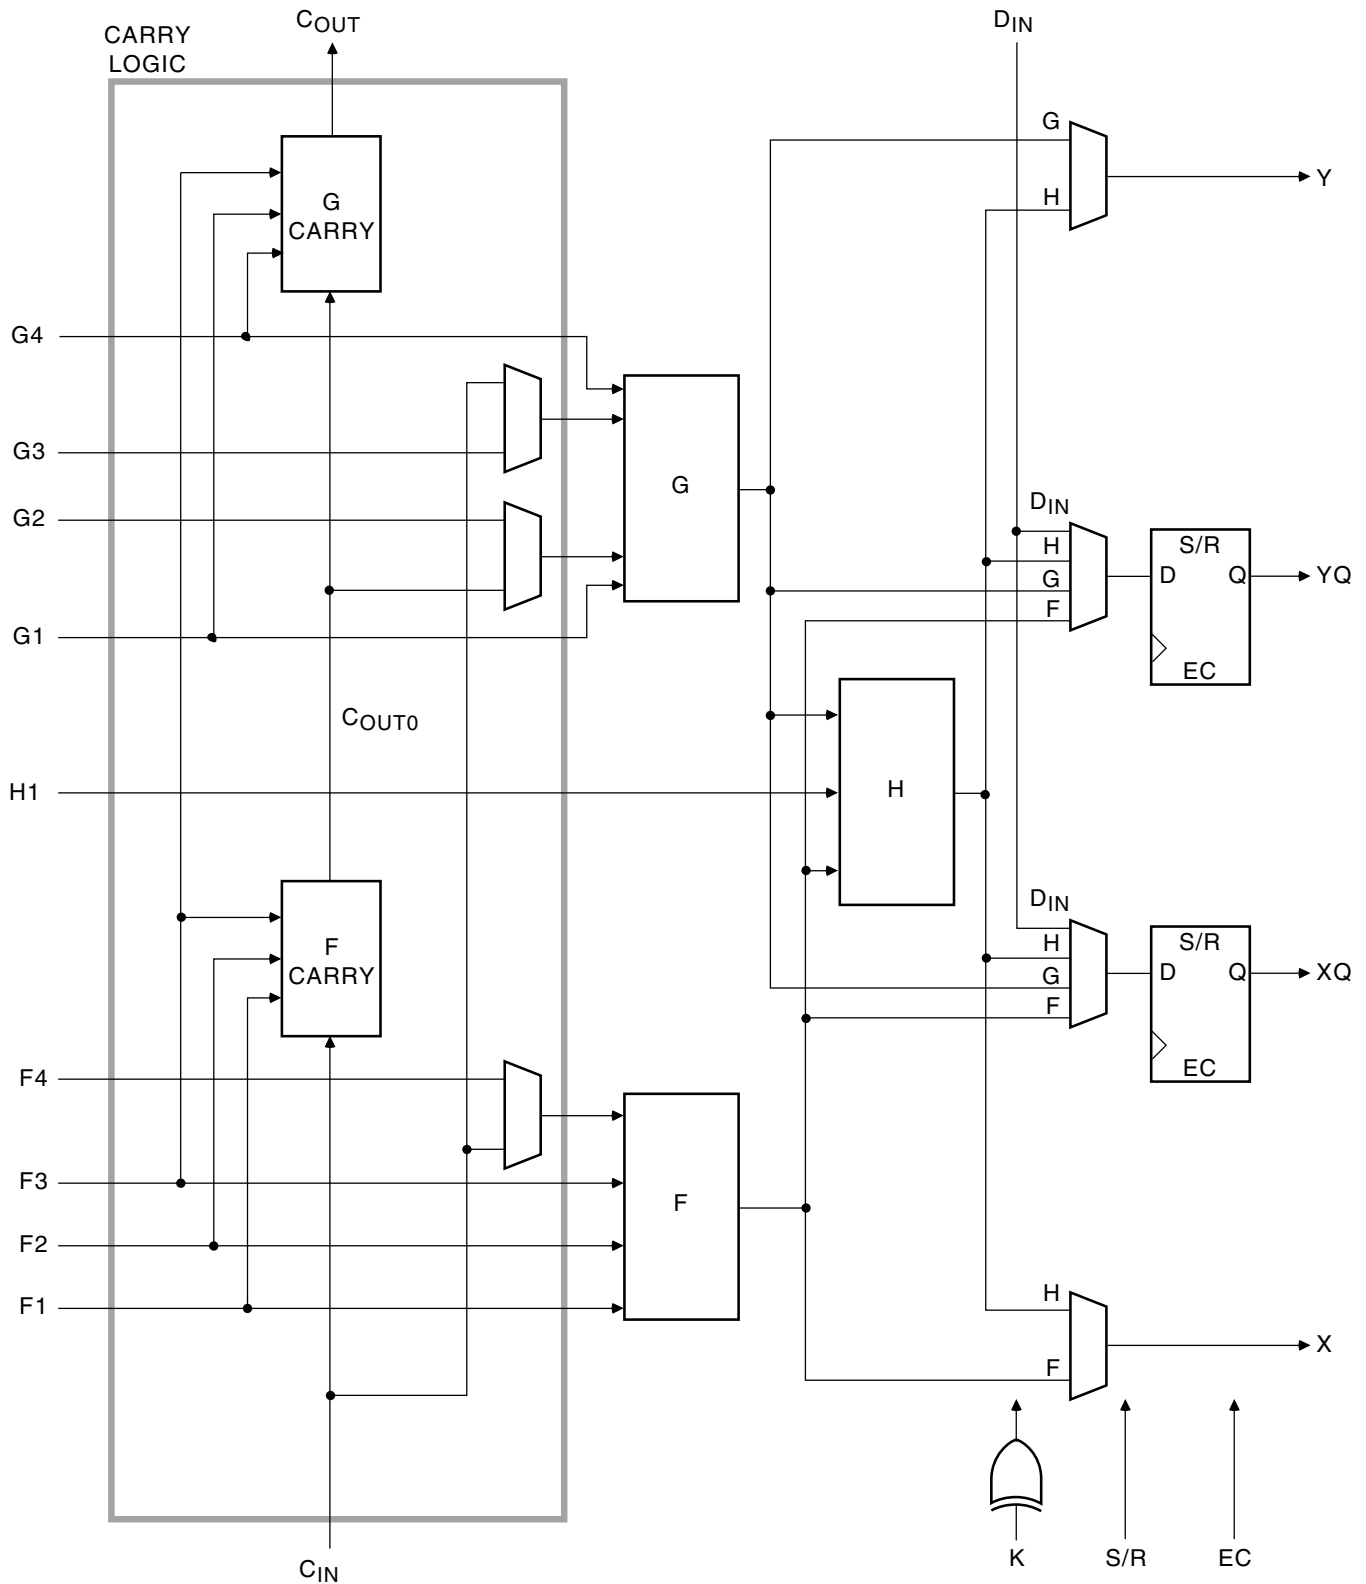 CARRY
LOGIC
COUT
DIN
G
H
Y
G
CARRY
G4
G3
G2
G1
G
DIN
H
G
F
S/R
D
Q
EC
YQ
COUT0
H1
H
F
CARRY
DIN
H
G
F
S/R
D
Q
EC
XQ
F4
F3
F2
F1
F
H
F
X
CIN
K
S/R
EC